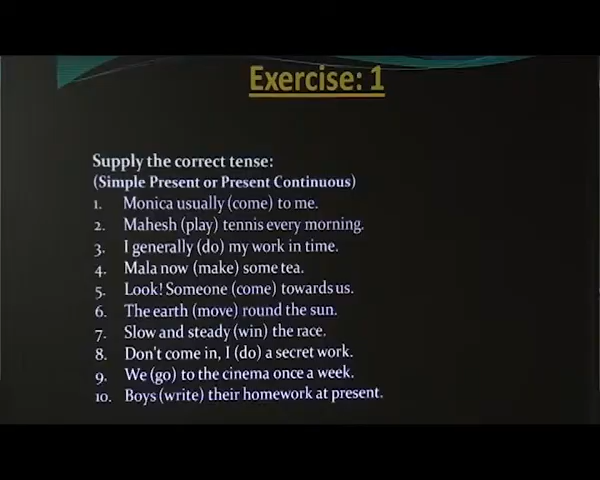 Exercise: 1
Supply the correct tense:
(Simple Present or Present Continuous)
1. Monica usually (come) to me.
2. Mahesh (play) tennis every morning.
3. I generally (do) my work in time.
4. Mala now (make) some tea.
5. Look! Someone (come) towards us.
6. The earth (move) round the sun.
7. Slow and steady (win) the race.
8. Don't come in, I (do) a secret work.
9. We (go) to the cinema once a week.
10. Boys (write) their homework at present.